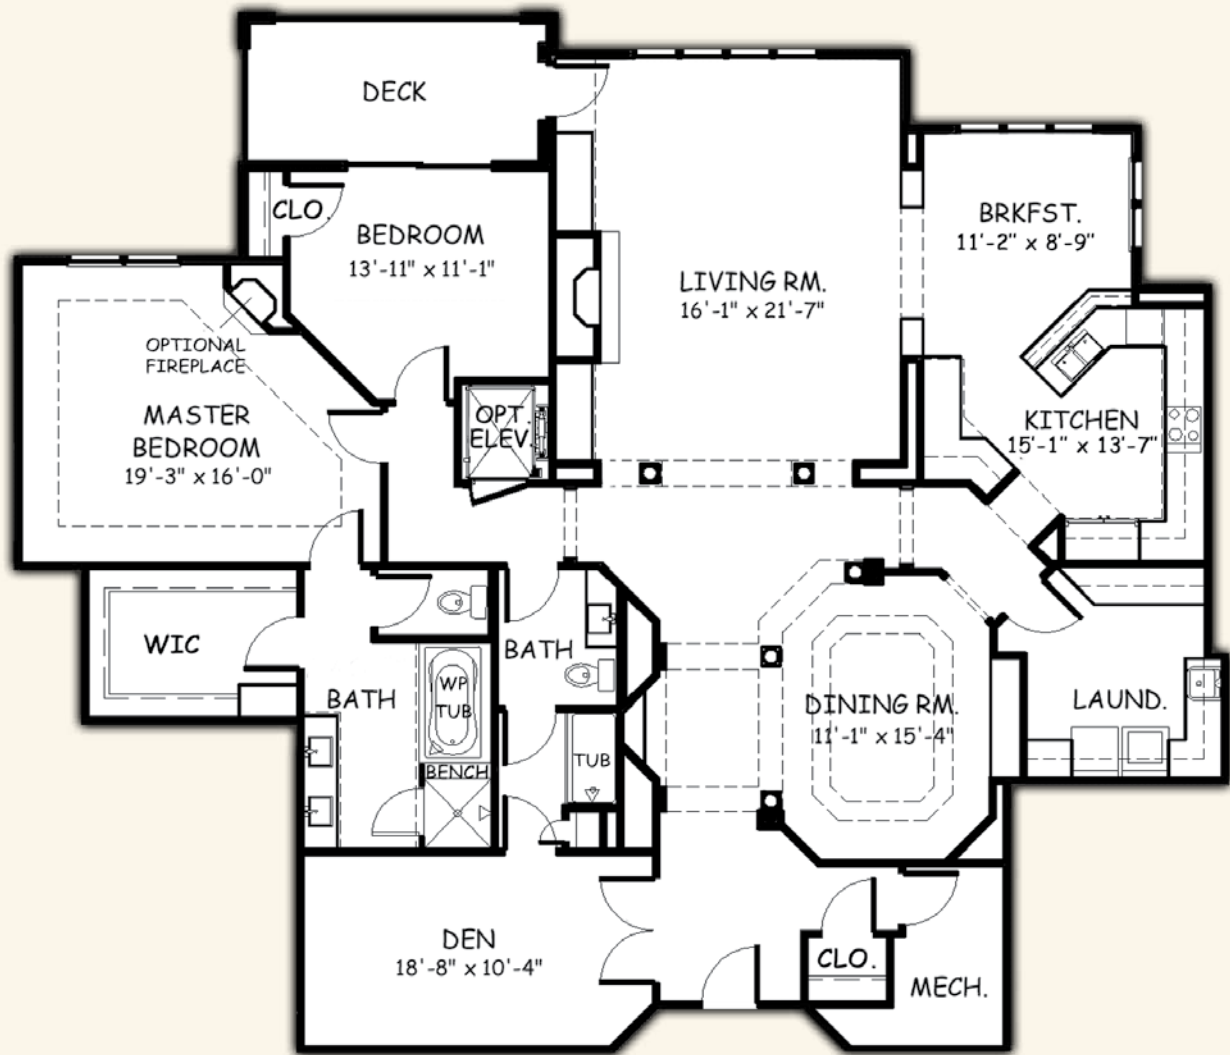 DECK
CLO.
BEDROOM
13'-11" x 11'-1"
BRKFST.
11'-2" x 8'-9"
LIVING RM.
16'-1" x 21'-7"
OPTIONAL
FIREPLACE
MASTER
BEDROOM
19'-3" x 16'-0"
OPT.
ELEV.
KITCHEN
15'-1" x 13'-7"
WIC
BATH
WP
TUB
BENCH
BATH
TUB
DINING RM.
11'-1" x 15'-4"
LAUND.
DEN
18'-8" x 10'-4"
CLO.
MECH.